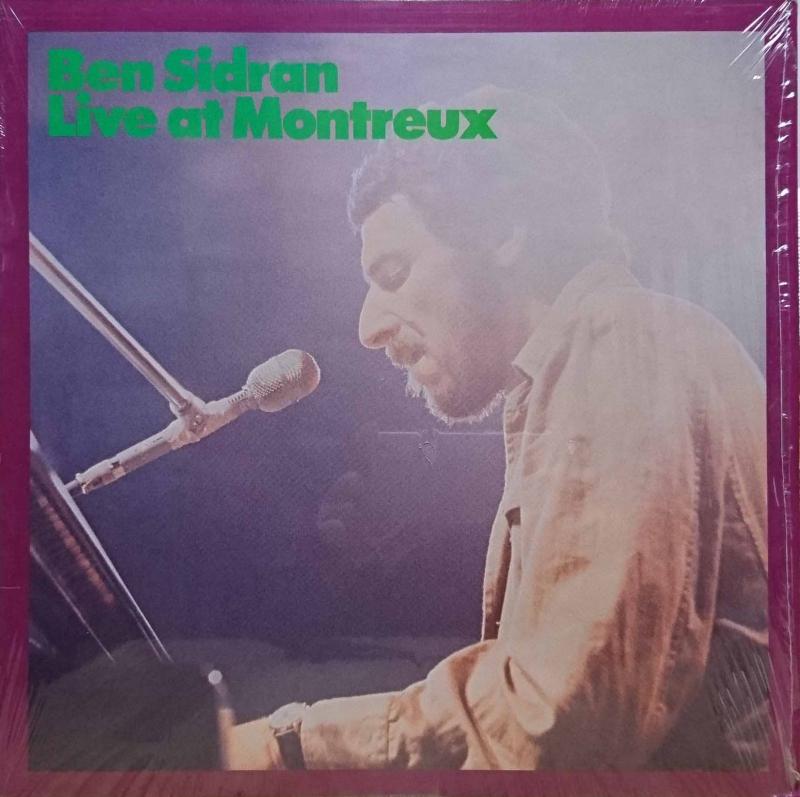 Ben Sidran
Live at Montreux